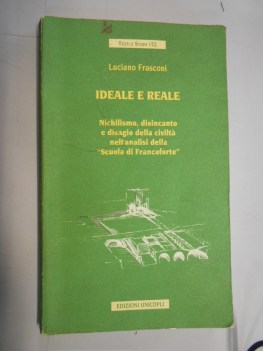 Luciano Frasconi
IDEALE E REALE
Nichilismo, disincanto
e disagio della civiltà
nell'analisi della
"Scuola di Francoforte"
EDIZIONI UNICOPLI